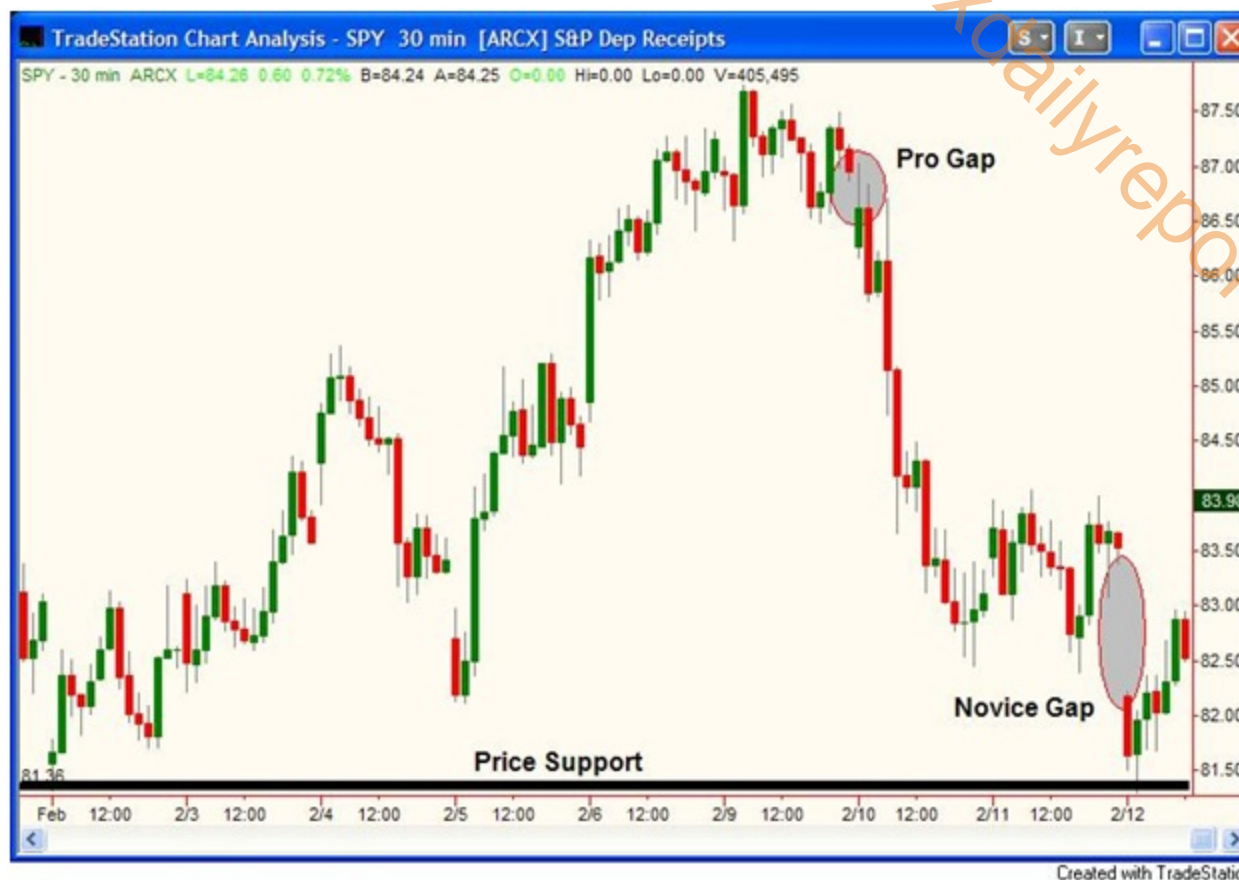 TradeStation Chart Analysis - SPY 30 min [ARCX] S&P Dep Receipts
S I
SPY - 30 min ARCX L=84.26 0.60 0.72% B=84.24 A=84.25 O=0.00 Hi=0.00 Lo=0.00 V=405,495
xdailyrepo
87.50
Pro Gap
87.00
86.50
86.00
85.50
85.00
84.50
83.98
83.50
83.00
82.50
Novice Gap
82.00
Price Support
81.50
81.36
Feb 12:00 2/3 12:00 2/4 12:00 2/5 12:00 2/6 12:00 2/9 12:00 2/10 12:00 2/11 12:00 2/12
Created with TradeStatio